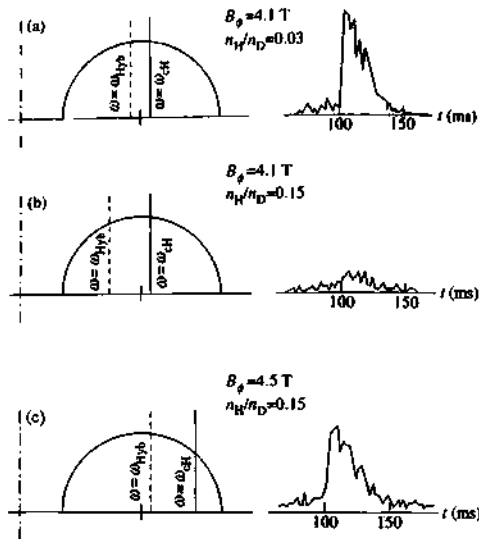 (a)
B_ϕ=4.1 T
n_H/n_D=0.03
ω=ω_Hyb
ω=ω_cH
100 150 t (ms)
(b)
B_ϕ=4.1 T
n_H/n_D=0.15
ω=ω_Hyb
ω=ω_cH
100 150 t (ms)
B_ϕ=4.5 T
n_H/n_D=0.15
(c)
ω=ω_Hyb
ω=ω_cH
100 150 t (ms)